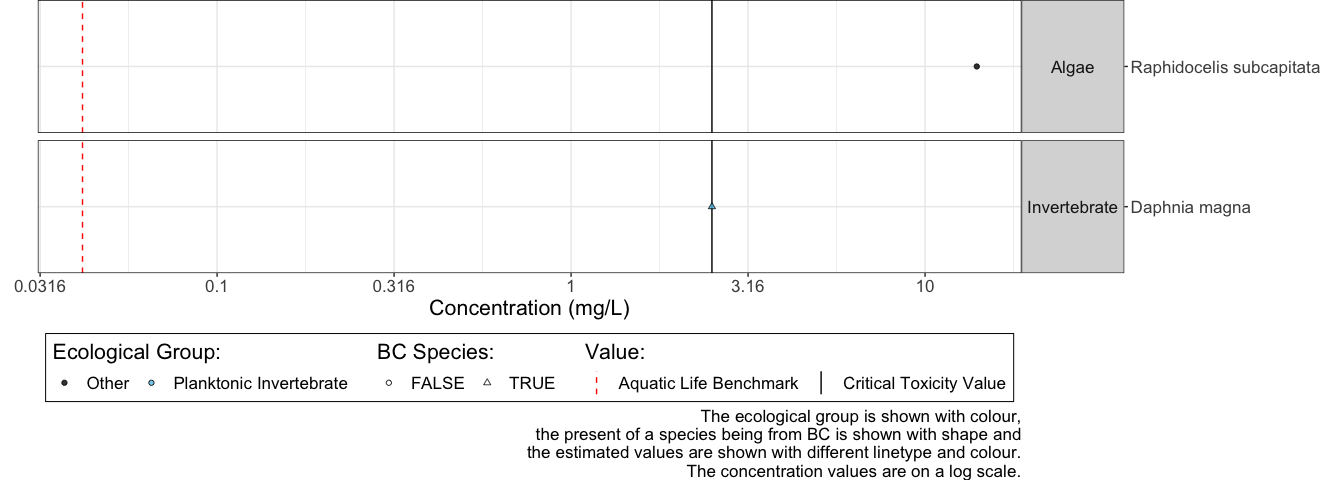 Algae
Raphidocelis subcapitata
Invertebrate
Daphnia magna
0.0316 0.1 0.316 1 3.16 10
Concentration (mg/L)
Ecological Group: BC Species: Value:
Other Planktonic Invertebrate FALSE TRUE Aquatic Life Benchmark Critical Toxicity Value
The ecological group is shown with colour,
the present of a species being from BC is shown with shape and
the estimated values are shown with different linetype and colour.
The concentration values are on a log scale.